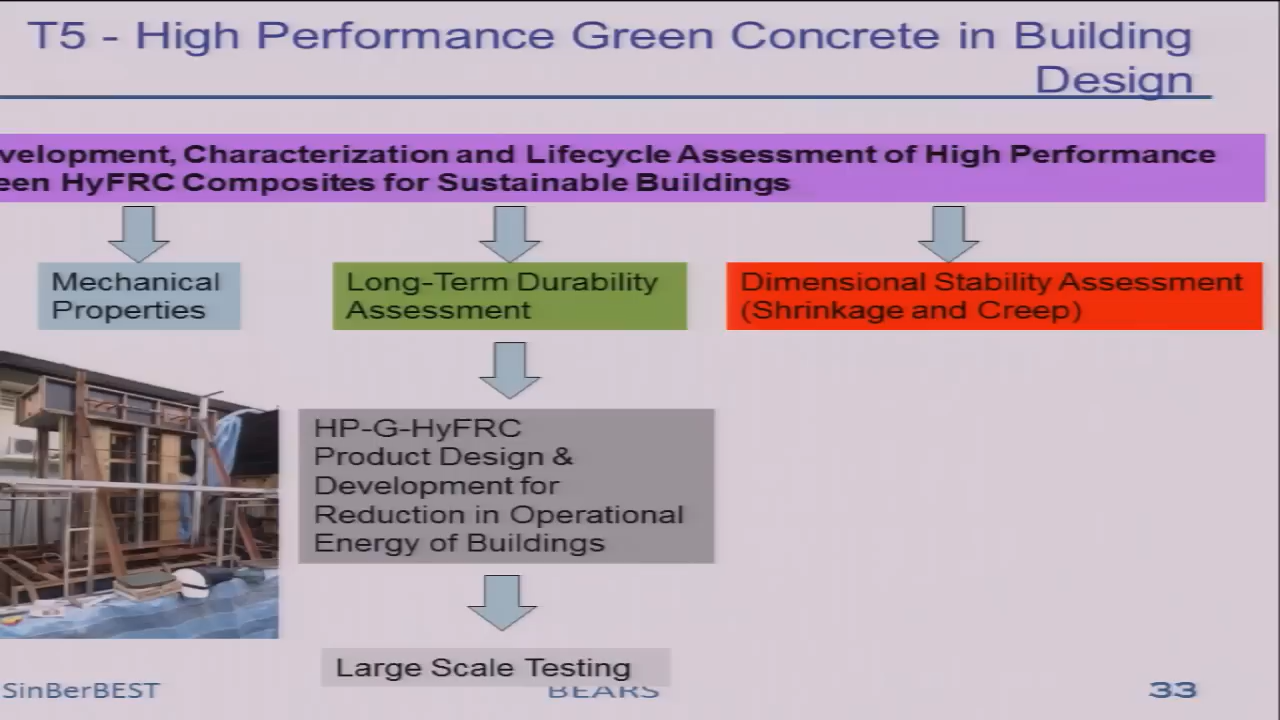 T5 - High Performance Green Concrete in Building
Design
velopment, Characterization and Lifecycle Assessment of High Performance
een HyFRC Composites for Sustainable Buildings
Mechanical
Properties
Long-Term Durability
Assessment
Dimensional Stability Assessment
(Shrinkage and Creep)
HP-G-HyFRC
Product Design &
Development for
Reduction in Operational
Energy of Buildings
Large Scale Testing
SinBerBEST
BEARS
33